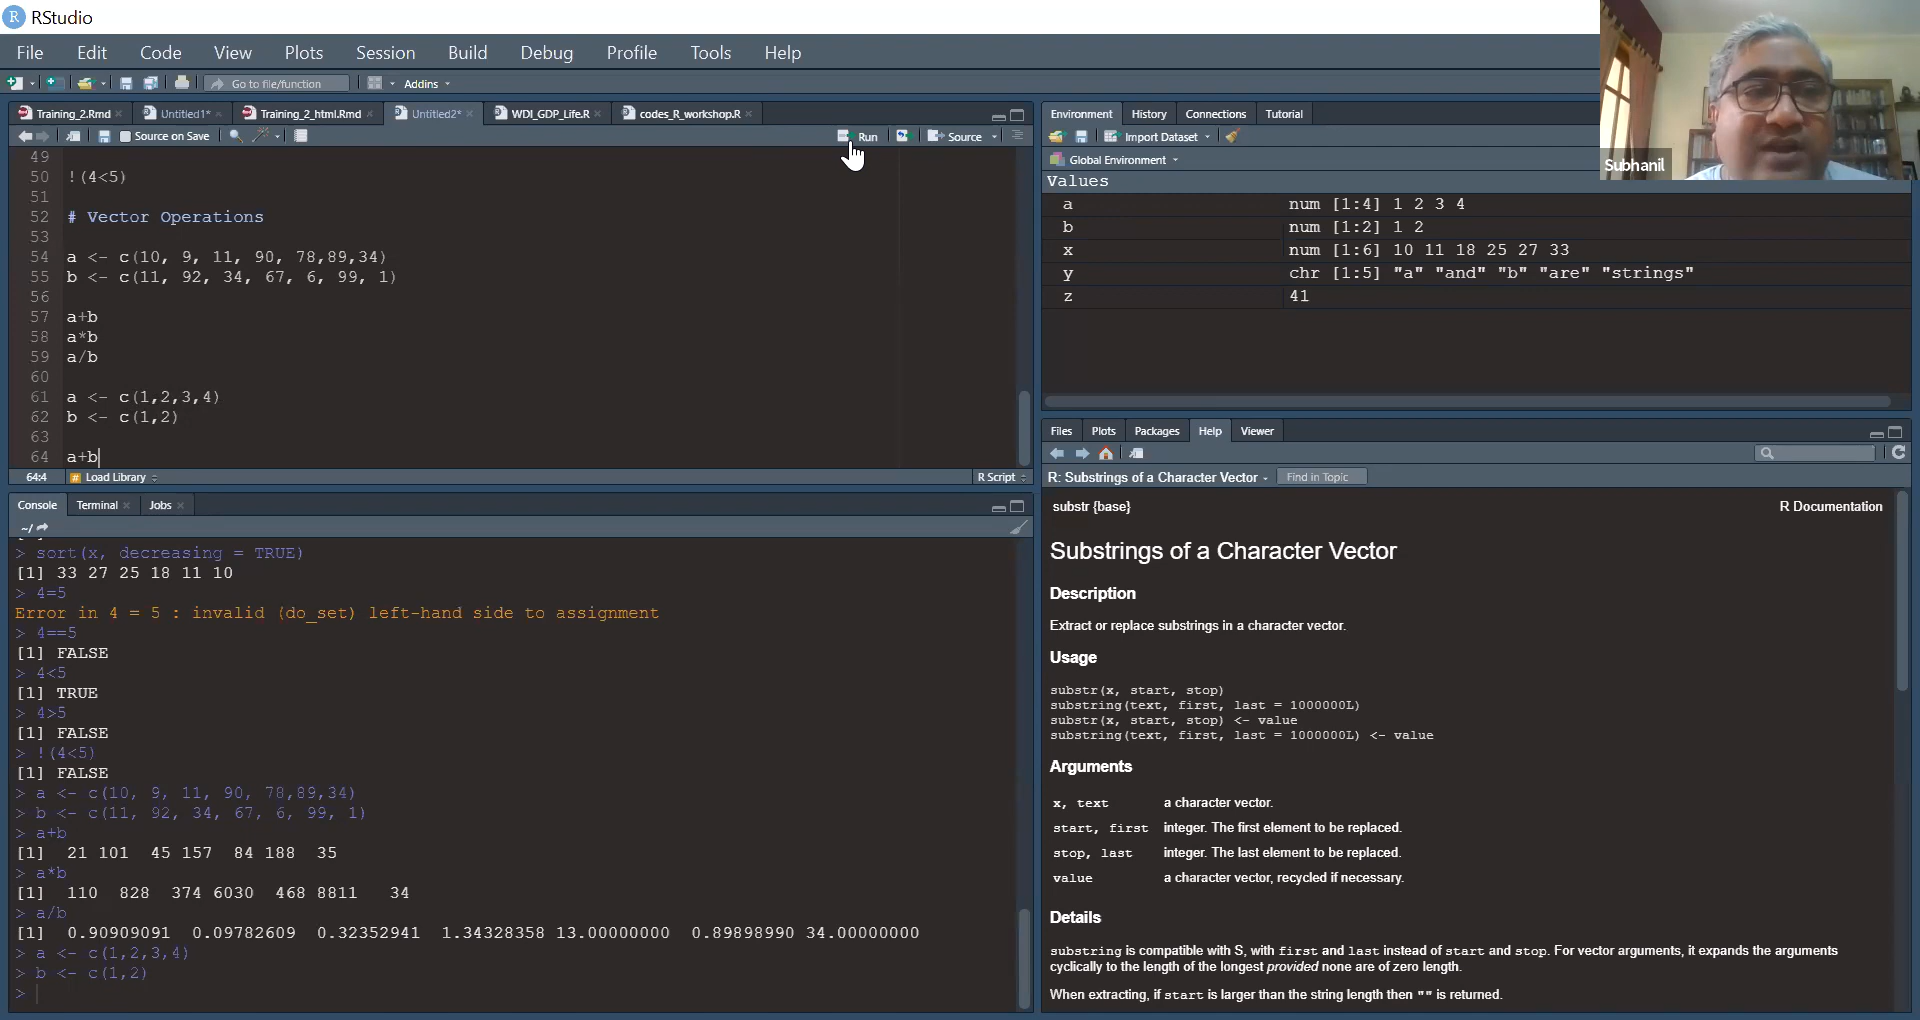 RStudio
File Edit Code View Plots Session Build Debug Profile Tools Help
Go to file/function Addins
Training_2.Rmd Untitled1* Training_2_html.Rmd Untitled2* WDI_GDP_Life.R codes_R_workshop.R
Source on Save Run Source
49
50 !(4<5)
51
52 # Vector Operations
53
54 a <- c(10, 9, 11, 90, 78,89,34)
55 b <- c(11, 92, 34, 67, 6, 99, 1)
56
57 a+b
58 a*b
59 a/b
60
61 a <- c(1,2,3,4)
62 b <- c(1,2)
63
64 a+b
64:4 # Load Library R Script
Console Terminal Jobs
~/
> sort(x, decreasing = TRUE)
[1] 33 27 25 18 11 10
> 4=5
Error in 4 = 5 : invalid (do_set) left-hand side to assignment
> 4==5
[1] FALSE
> 4<5
[1] TRUE
> 4>5
[1] FALSE
> !(4<5)
[1] FALSE
> a <- c(10, 9, 11, 90, 78,89,34)
> b <- c(11, 92, 34, 67, 6, 99, 1)
> a+b
[1] 21 101 45 157 84 188 35
> a*b
[1] 110 828 374 6030 468 8811 34
> a/b
[1] 0.90909091 0.09782609 0.32352941 1.34328358 13.00000000 0.89898990 34.00000000
> a <- c(1,2,3,4)
> b <- c(1,2)
>
Environment History Connections Tutorial
Import Dataset
Global Environment
Values
a num [1:4] 1 2 3 4
b num [1:2] 1 2
x num [1:6] 10 11 18 25 27 33
y chr [1:5] "a" "and" "b" "are" "strings"
z 41
Subhanil
Files Plots Packages Help Viewer
R: Substrings of a Character Vector Find in Topic
substr {base} R Documentation
Substrings of a Character Vector
Description
Extract or replace substrings in a character vector.
Usage
substr(x, start, stop)
substring(text, first, last = 1000000L)
substr(x, start, stop) <- value
substring(text, first, last = 1000000L) <- value
Arguments
x, text a character vector.
start, first integer. The first element to be replaced.
stop, last integer. The last element to be replaced.
value a character vector, recycled if necessary.
Details
substring is compatible with S, with first and last instead of start and stop. For vector arguments, it expands the arguments
cyclically to the length of the longest provided none are of zero length.
When extracting, if start is larger than the string length then "" is returned.